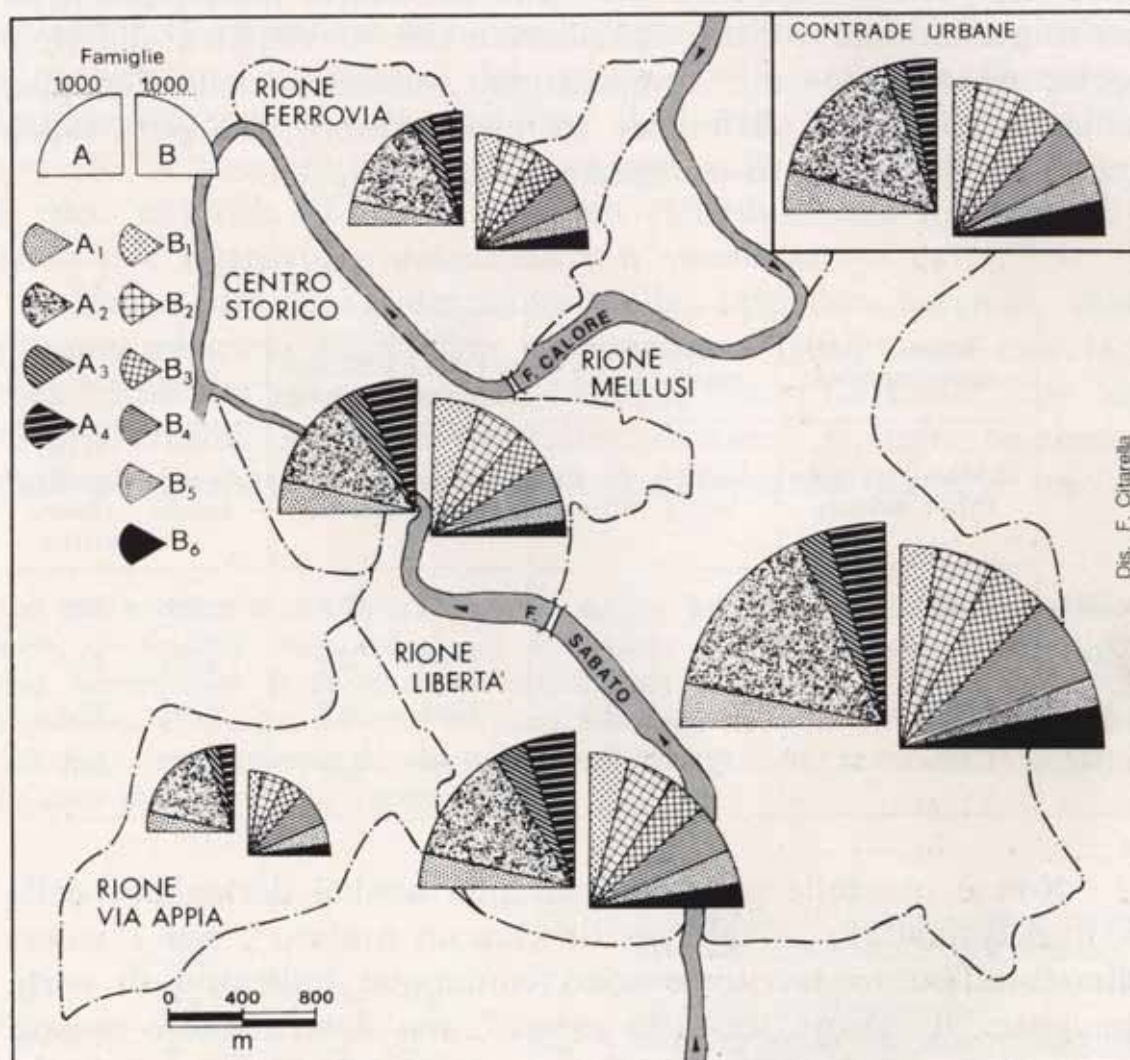 CONTRADE URBANE
Famiglie
1000 1000
A B
RIONE
FERROVIA
A1 B1
A2 B2
A3 B3
A4 B4
B5
B6
CENTRO
STORICO
F. CALORE
RIONE
MELLUSI
Dis. F. Citarella
F. SABATO
RIONE
LIBERTA'
RIONE
VIA APPIA
0 400 800
m